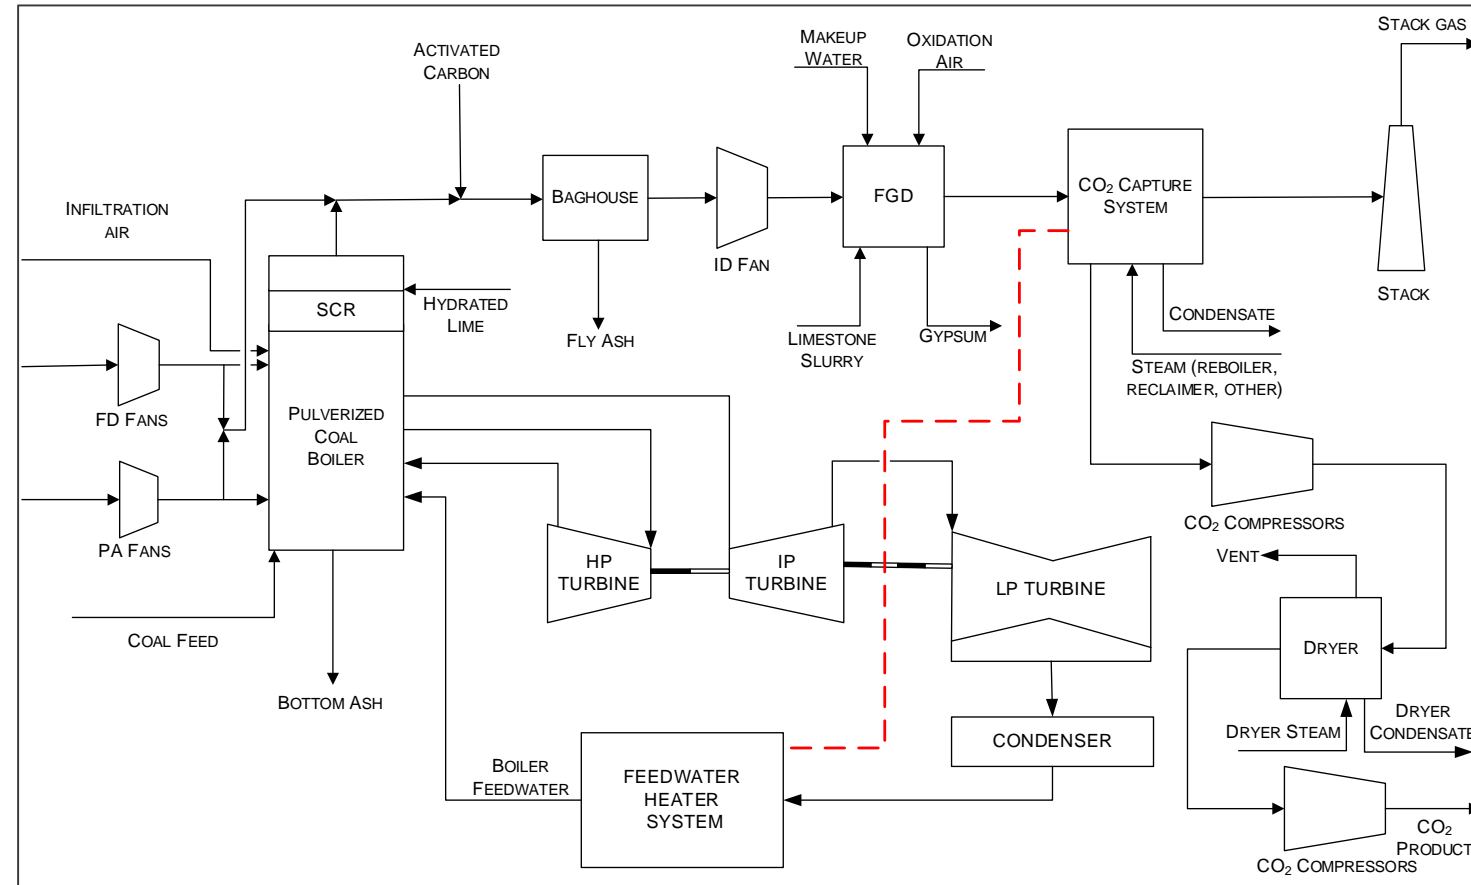 STACK GAS
MAKEUP
WATER
OXIDATION
AIR
ACTIVATED
CARBON
BAGHOUSE
FGD
CO2 CAPTURE
SYSTEM
INFILTRATION
AIR
ID FAN
STACK
SCR
HYDRATED
LIME
FLY ASH
LIMESTONE
SLURRY
GYPSUM
CONDENSATE
STEAM (REBOILER,
RECLAIMER, OTHER)
FD FANS
PULVERIZED
COAL
BOILER
PA FANS
CO2 COMPRESSORS
VENT
HP
TURBINE
IP
TURBINE
LP TURBINE
COAL FEED
DRYER
BOTTOM ASH
DRYER STEAM
DRYER
CONDENSATE
CONDENSER
BOILER
FEEDWATER
FEEDWATER
HEATER
SYSTEM
CO2
PRODUCT
CO2 COMPRESSORS